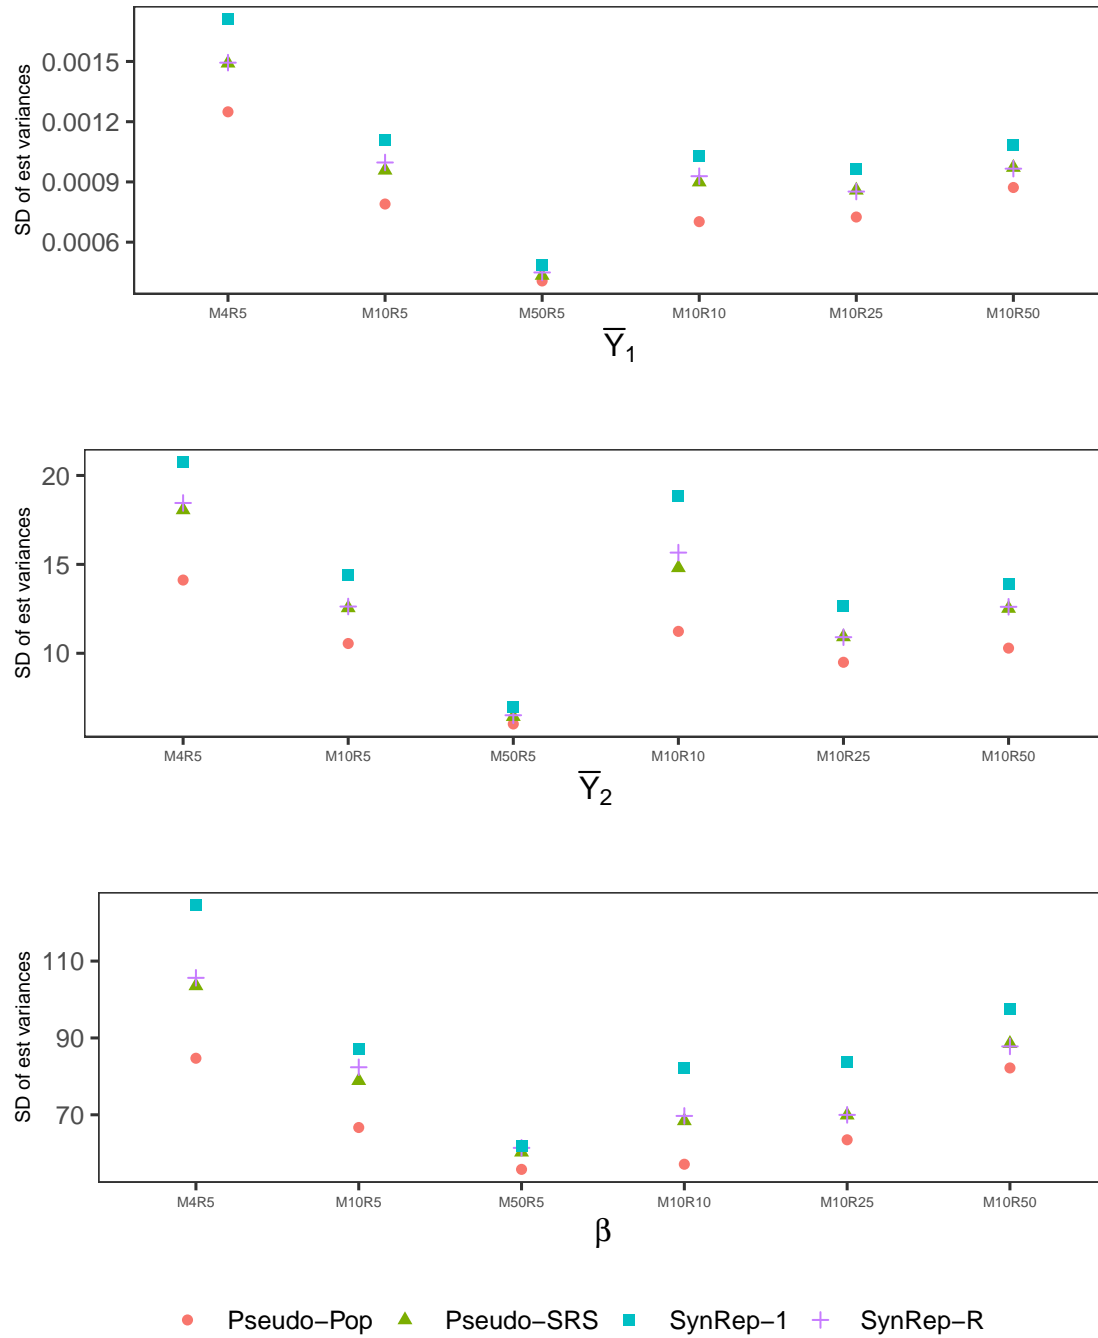 SD of est variances
0.0015
0.0012
0.0009
0.0006
M4R5 M10R5 M50R5 M10R10 M10R25 M10R50
Y̅₁
SD of est variances
20
15
10
M4R5 M10R5 M50R5 M10R10 M10R25 M10R50
Y̅₂
SD of est variances
110
90
70
M4R5 M10R5 M50R5 M10R10 M10R25 M10R50
β
Pseudo−Pop Pseudo−SRS SynRep−1 SynRep−R